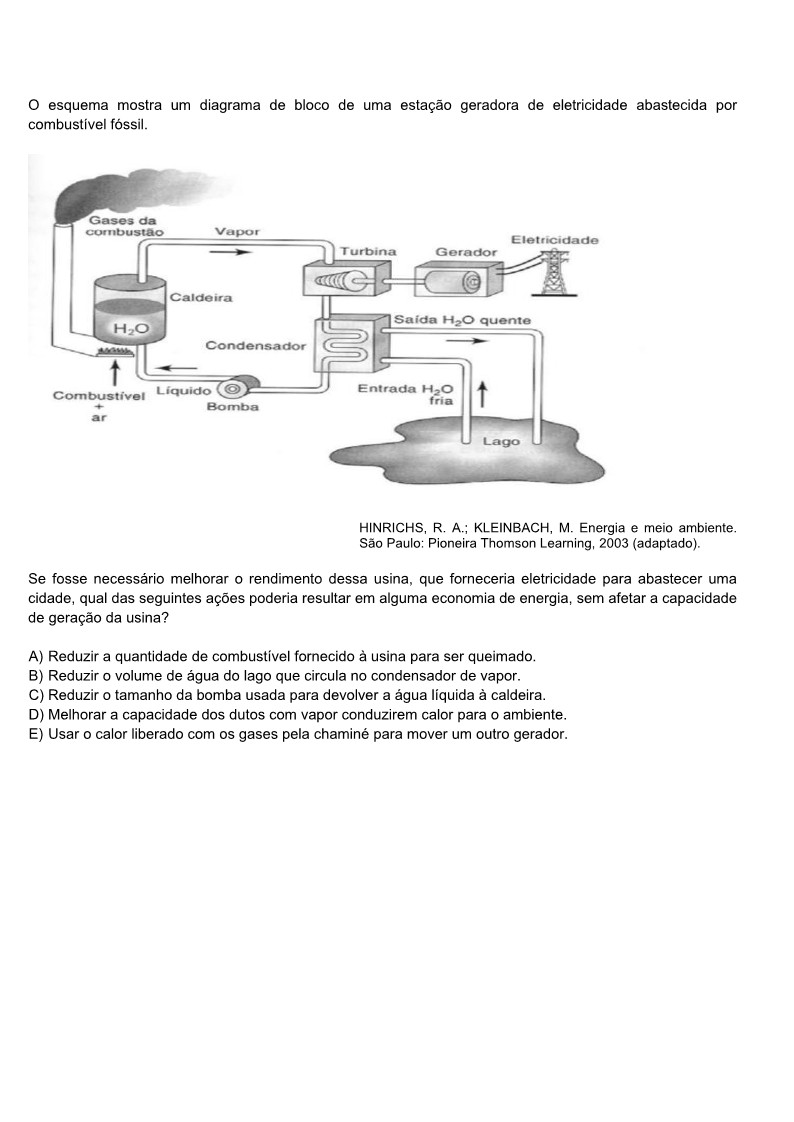 O esquema mostra um diagrama de bloco de uma estação geradora de eletricidade abastecida por
combustível fóssil.
Gases da
combustão
Vapor
Turbina
Gerador
Eletricidade
Caldeira
H₂O
Condensador
Saída H₂O quente
Combustível
+
ar
Líquido
Bomba
Entrada H₂O
fria
Lago
HINRICHS, R. A.; KLEINBACH, M. Energia e meio ambiente.
São Paulo: Pioneira Thomson Learning, 2003 (adaptado).
Se fosse necessário melhorar o rendimento dessa usina, que forneceria eletricidade para abastecer uma
cidade, qual das seguintes ações poderia resultar em alguma economia de energia, sem afetar a capacidade
de geração da usina?
A) Reduzir a quantidade de combustível fornecido à usina para ser queimado.
B) Reduzir o volume de água do lago que circula no condensador de vapor.
C) Reduzir o tamanho da bomba usada para devolver a água líquida à caldeira.
D) Melhorar a capacidade dos dutos com vapor conduzirem calor para o ambiente.
E) Usar o calor liberado com os gases pela chaminé para mover um outro gerador.